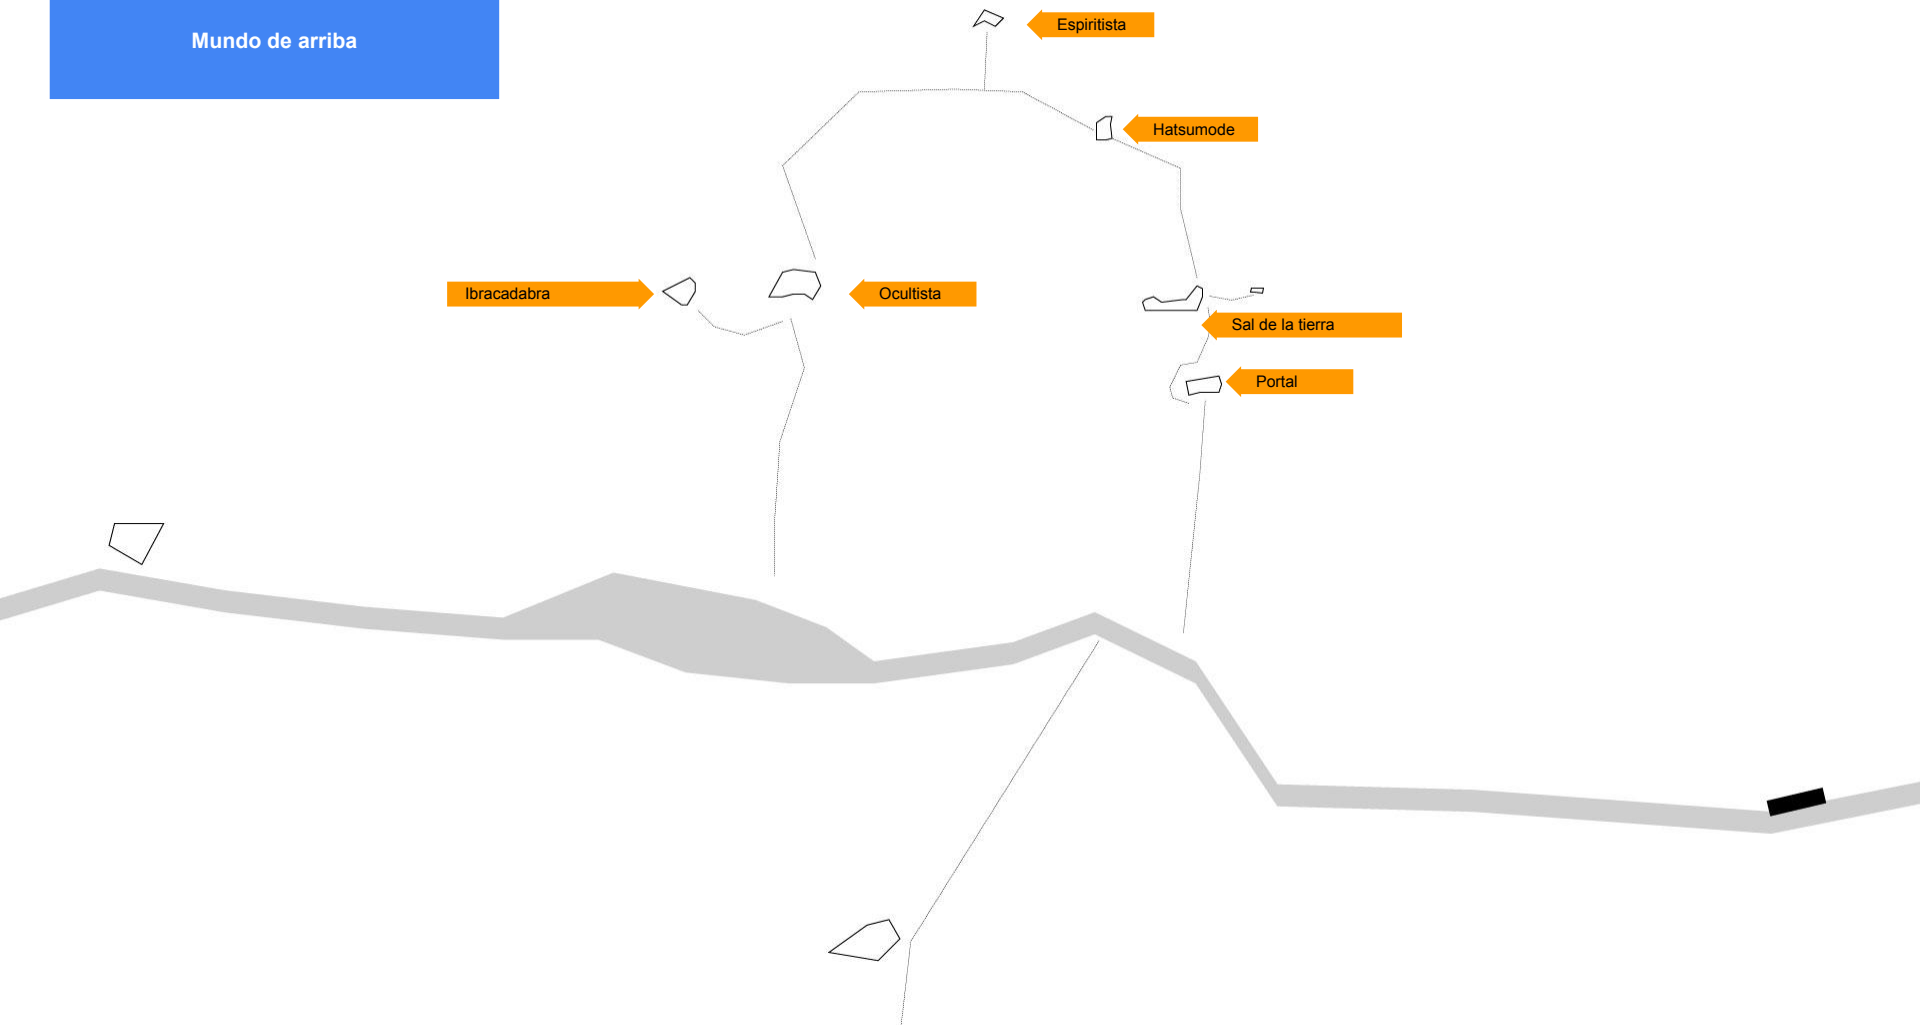 Mundo de arriba
Espiritista
Hatsumode
Ibracadabra
Ocultista
Sal de la tierra
Portal